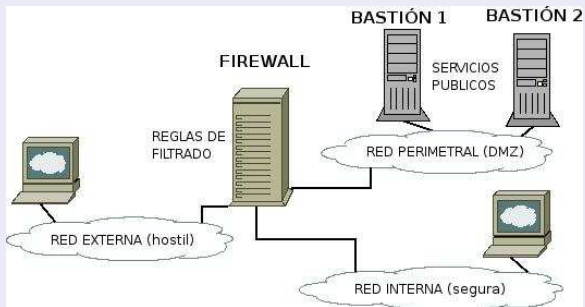 BASTIÓN 1
BASTIÓN 2
FIREWALL
SERVICIOS
PUBLICOS
REGLAS DE
FILTRADO
RED PERIMETRAL (DMZ)
RED EXTERNA (hostil)
RED INTERNA (segura)